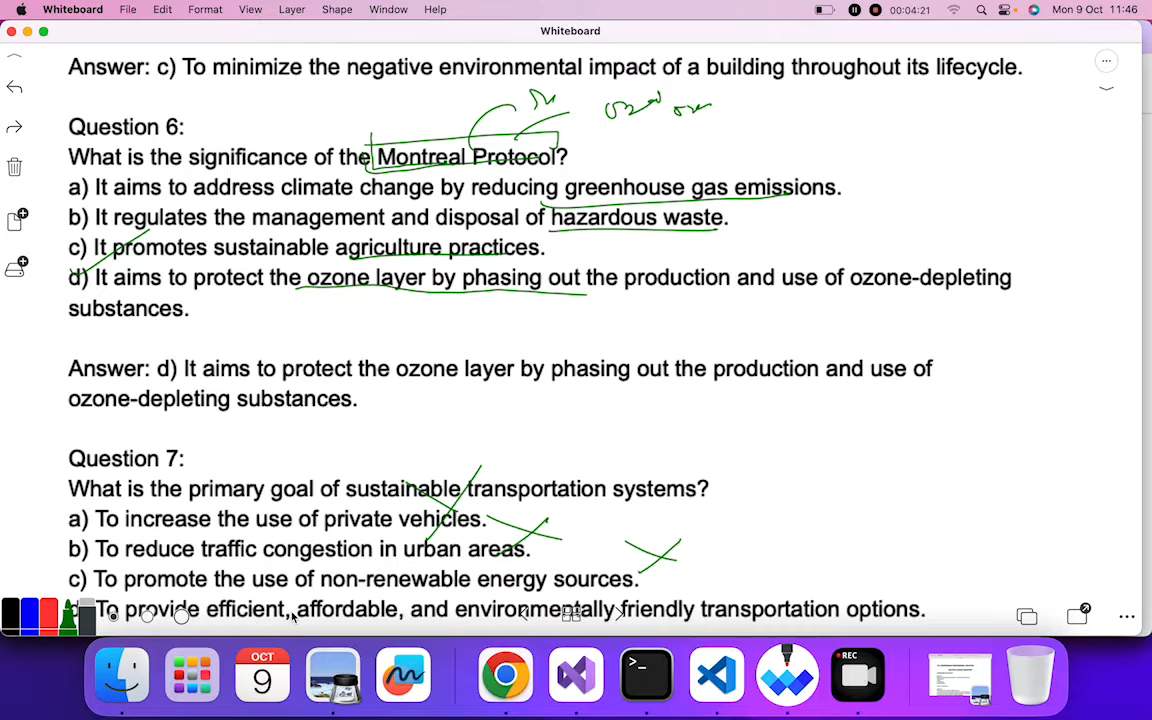 Whiteboard File Edit Format View Layer Shape Window Help 00:04:21 Mon 9 Oct 11:46
Whiteboard
Answer: c) To minimize the negative environmental impact of a building throughout its lifecycle.
Question 6:
What is the significance of the Montreal Protocol?
a) It aims to address climate change by reducing greenhouse gas emissions.
b) It regulates the management and disposal of hazardous waste.
c) It promotes sustainable agriculture practices.
d) It aims to protect the ozone layer by phasing out the production and use of ozone-depleting
substances.
Answer: d) It aims to protect the ozone layer by phasing out the production and use of
ozone-depleting substances.
Question 7:
What is the primary goal of sustainable transportation systems?
a) To increase the use of private vehicles.
b) To reduce traffic congestion in urban areas.
c) To promote the use of non-renewable energy sources.
To provide efficient, affordable, and environmentally friendly transportation options.
OCT
9
REC